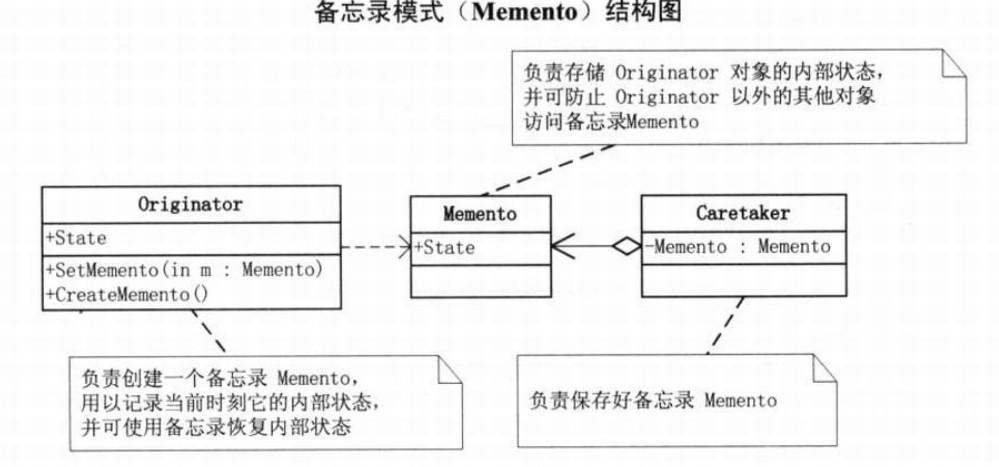 备忘录模式（Memento）结构图
负责存储 Originator 对象的内部状态，
并可防止 Originator 以外的其他对象
访问备忘录Memento
Originator
+State
+SetMemento(in m : Memento)
+CreateMemento()
Memento
+State
Caretaker
-Memento : Memento
负责创建一个备忘录 Memento，
用以记录当前时刻它的内部状态，
并可使用备忘录恢复内部状态
负责保存好备忘录 Memento